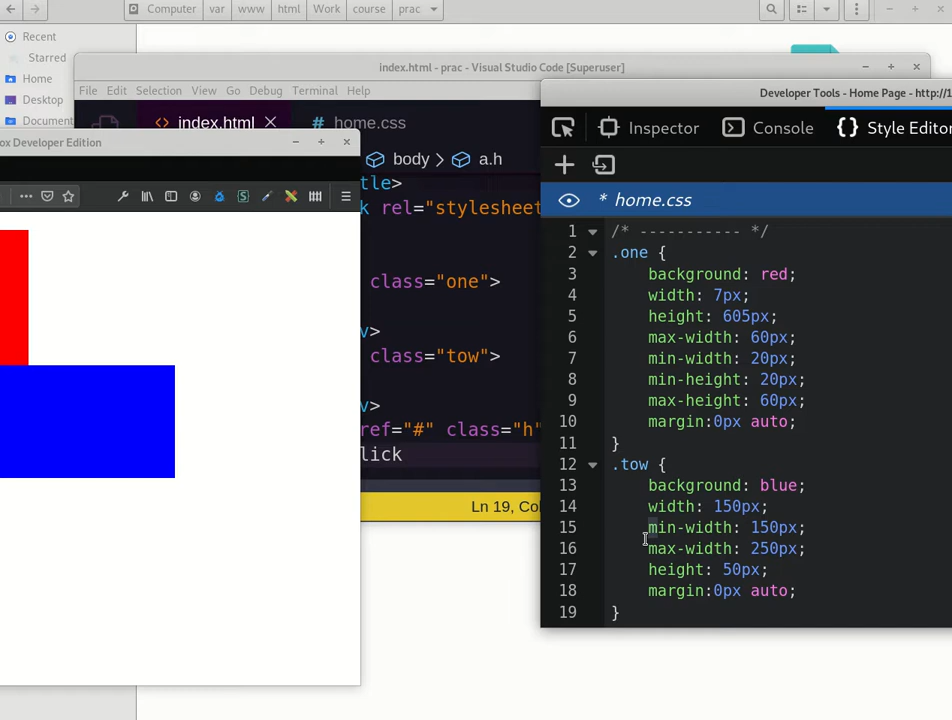 Computer var www html Work course prac
Recent
Starred
Home
Desktop
Document
index.html - prac - Visual Studio Code [Superuser]
File Edit Selection View Go Debug Terminal Help
<> index.html × # home.css
body > a.h
tle>
k rel="stylesheet
class="one">
v>
class="tow">
v>
ref="#" class="h"
lick
Ln 19, Col
ox Developer Edition
Developer Tools - Home Page - http://1
Inspector Console {} Style Editor
* home.css
1 /* ----------- */
2 .one {
3 background: red;
4 width: 7px;
5 height: 605px;
6 max-width: 60px;
7 min-width: 20px;
8 min-height: 20px;
9 max-height: 60px;
10 margin:0px auto;
11 }
12 .tow {
13 background: blue;
14 width: 150px;
15 min-width: 150px;
16 max-width: 250px;
17 height: 50px;
18 margin:0px auto;
19 }